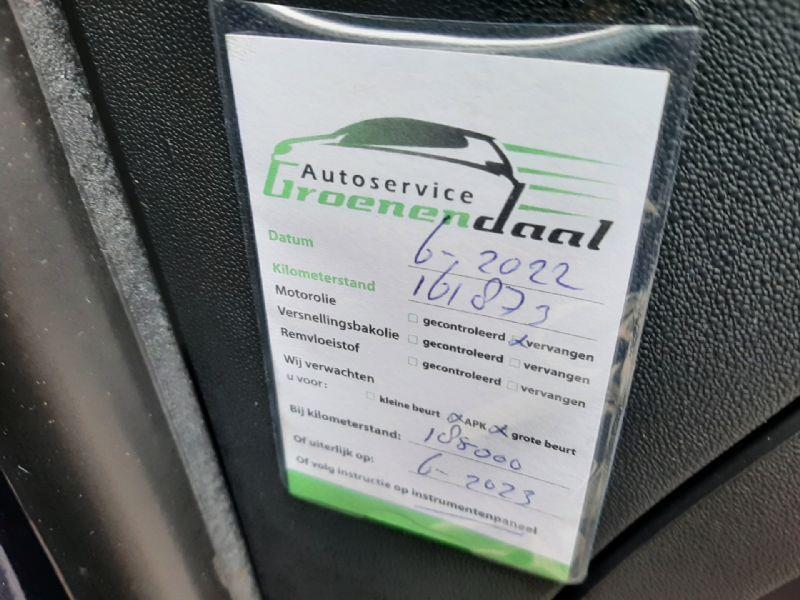 Autoservice
Groenendaal
Datum 6-2022
Kilometerstand 161873
Motorolie gecontroleerd vervangen
Versnellingsbakolie gecontroleerd vervangen
Remvloeistof gecontroleerd vervangen
Wij verwachten
u voor: kleine beurt APK grote beurt
Bij kilometerstand: 185000
Of uiterlijk op: 6-2023
Of volg instructie op instrumentenpaneel